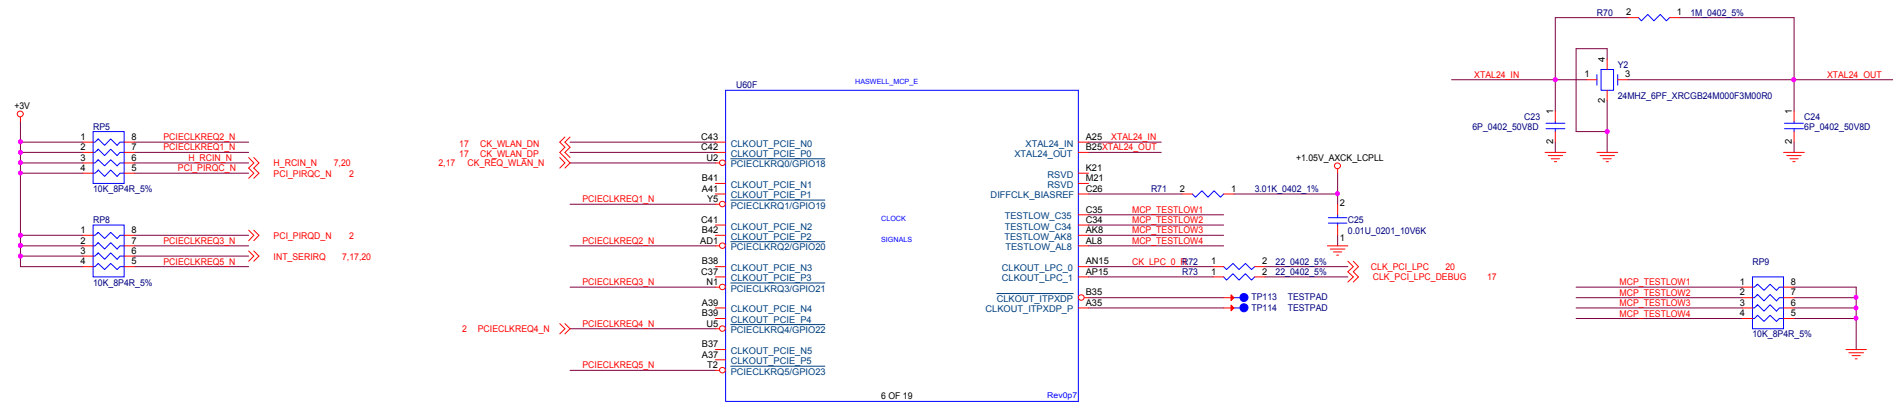 +3V
RP5
1 8 PCIECLKREQ2_N
2 7 PCIECLKREQ1_N
3 6 H_RCIN_N H_RCIN_N 7,20
4 5 PCI_PIRQC_N PCI_PIRQC_N 2
10K_8P4R_5%
RP8
1 8 PCI_PIRQD_N 2
2 7 PCIECLKREQ3_N
3 6 INT_SERIRQ 7,17,20
4 5 PCIECLKREQ5_N
10K_8P4R_5%
U60F HASWELL_MCP_E
17 CK_WLAN_DN C43 CLKOUT_PCIE_N0
17 CK_WLAN_DP C42 CLKOUT_PCIE_P0
2,17 CK_REQ_WLAN_N U2 PCIECLKRQ0/GPIO18
B41 CLKOUT_PCIE_N1
A41 CLKOUT_PCIE_P1
PCIECLKREQ1_N Y5 PCIECLKRQ1/GPIO19
C41 CLKOUT_PCIE_N2
B42 CLKOUT_PCIE_P2
PCIECLKREQ2_N AD1 PCIECLKRQ2/GPIO20
B38 CLKOUT_PCIE_N3
C37 CLKOUT_PCIE_P3
PCIECLKREQ3_N N1 PCIECLKRQ3/GPIO21
A39 CLKOUT_PCIE_N4
B39 CLKOUT_PCIE_P4
2 PCIECLKREQ4_N PCIECLKREQ4_N U5 PCIECLKRQ4/GPIO22
B37 CLKOUT_PCIE_N5
A37 CLKOUT_PCIE_P5
PCIECLKREQ5_N T2 PCIECLKRQ5/GPIO23
CLOCK
SIGNALS
6 OF 19
Rev0p7
XTAL24_IN A25 XTAL24_IN
XTAL24_OUT B25 XTAL24_OUT
RSVD K21
RSVD M21
DIFFCLK_BIASREF C26 R71 2 1 3.01K_0402_1%
+1.05V_AXCK_LCPLL
2
C25
0.01U_0201_10V6K
1
TESTLOW_C35 C35 MCP_TESTLOW1
TESTLOW_C34 C34 MCP_TESTLOW2
TESTLOW_AK8 AK8 MCP_TESTLOW3
TESTLOW_AL8 AL8 MCP_TESTLOW4
CLKOUT_LPC_0 AN15 CK_LPC_0_R R72 1 2 22_0402_5% CLK_PCI_LPC 20
CLKOUT_LPC_1 AP15 R73 1 2 22_0402_5% CLK_PCI_LPC_DEBUG 17
CLKOUT_ITPXDP B35 TP113 TESTPAD
CLKOUT_ITPXDP_P A35 TP114 TESTPAD
R70 2 1 1M_0402_5%
XTAL24_IN 1 4 Y2 3 XTAL24_OUT
2 24MHZ_6PF_XRCGB24M000F3M00R0
1
C23
6P_0402_50V8D
2
1
C24
6P_0402_50V8D
2
RP9
MCP_TESTLOW1 1 8
MCP_TESTLOW2 2 7
MCP_TESTLOW3 3 6
MCP_TESTLOW4 4 5
10K_8P4R_5%